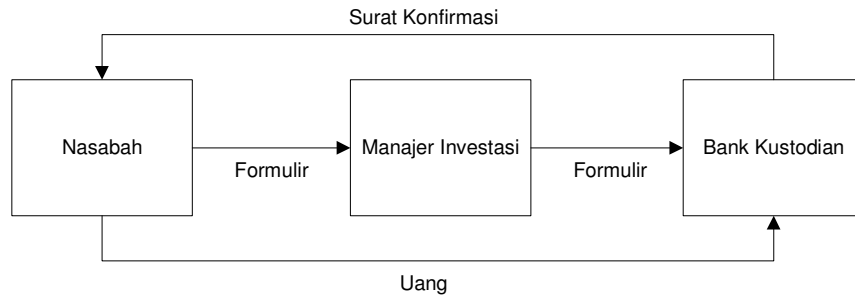 Surat Konfirmasi
Nasabah
Manajer Investasi
Bank Kustodian
Formulir
Formulir
Uang